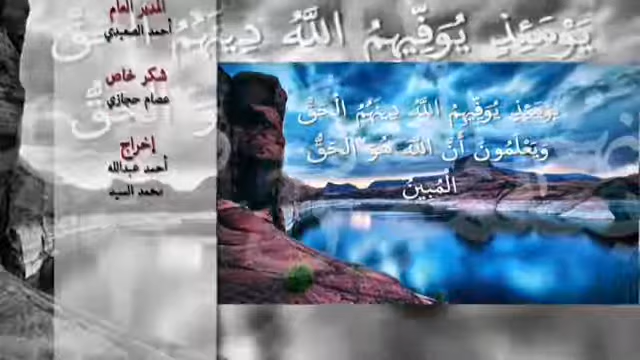 المدير العام
أحمد الصعيدي
شكر خاص
عصام حجازي
إخراج
أحمد عبدالله
محمد السيد
يَوْمَئِذٍ يُوَفِّيهِمُ اللَّهُ دِينَهُمُ الْحَقَّ
يَوْمَئِذٍ يُوَفِّيهِمُ اللَّهُ دِينَهُمُ الْحَقَّ
وَيَعْلَمُونَ أَنَّ اللَّهَ هُوَ الْحَقُّ
الْمُبِينُ